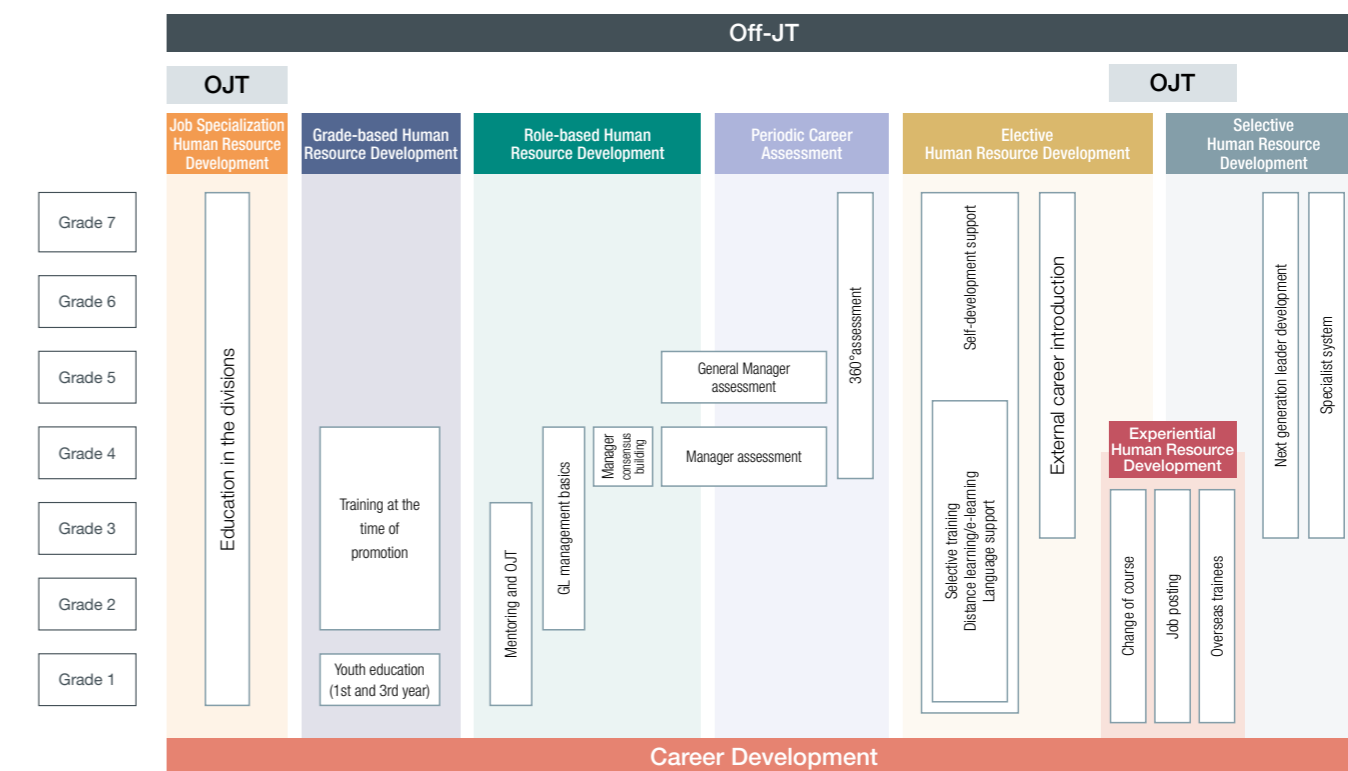 Off-JT
OJT
OJT
Job Specialization
Human Resource
Development
Grade-based Human
Resource Development
Role-based Human
Resource Development
Periodic Career
Assessment
Elective
Human Resource Development
Selective
Human Resource
Development
Grade 7
Grade 6
Grade 5
Grade 4
Grade 3
Grade 2
Grade 1
Education in the divisions
Training at the
time of
promotion
Youth education
(1st and 3rd year)
Mentoring and OJT
GL management basics
Manager
consensus
building
General Manager
assessment
Manager assessment
360°assessment
Self-development support
Selective training
Distance learning/e-learning
Language support
External career introduction
Experiential
Human Resource
Development
Change of course
Job posting
Overseas trainees
Next generation leader development
Specialist system
Career Development